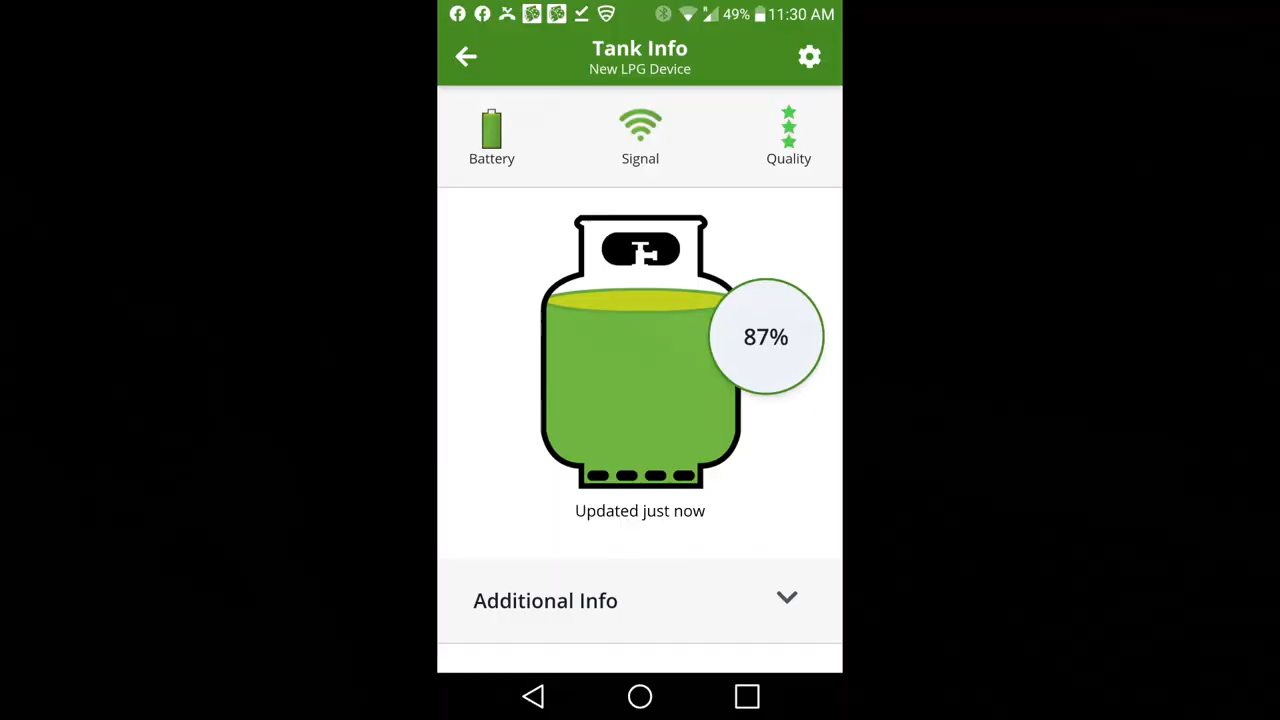 49% 11:30 AM
Tank Info
New LPG Device
Battery Signal Quality
87%
Updated just now
Additional Info